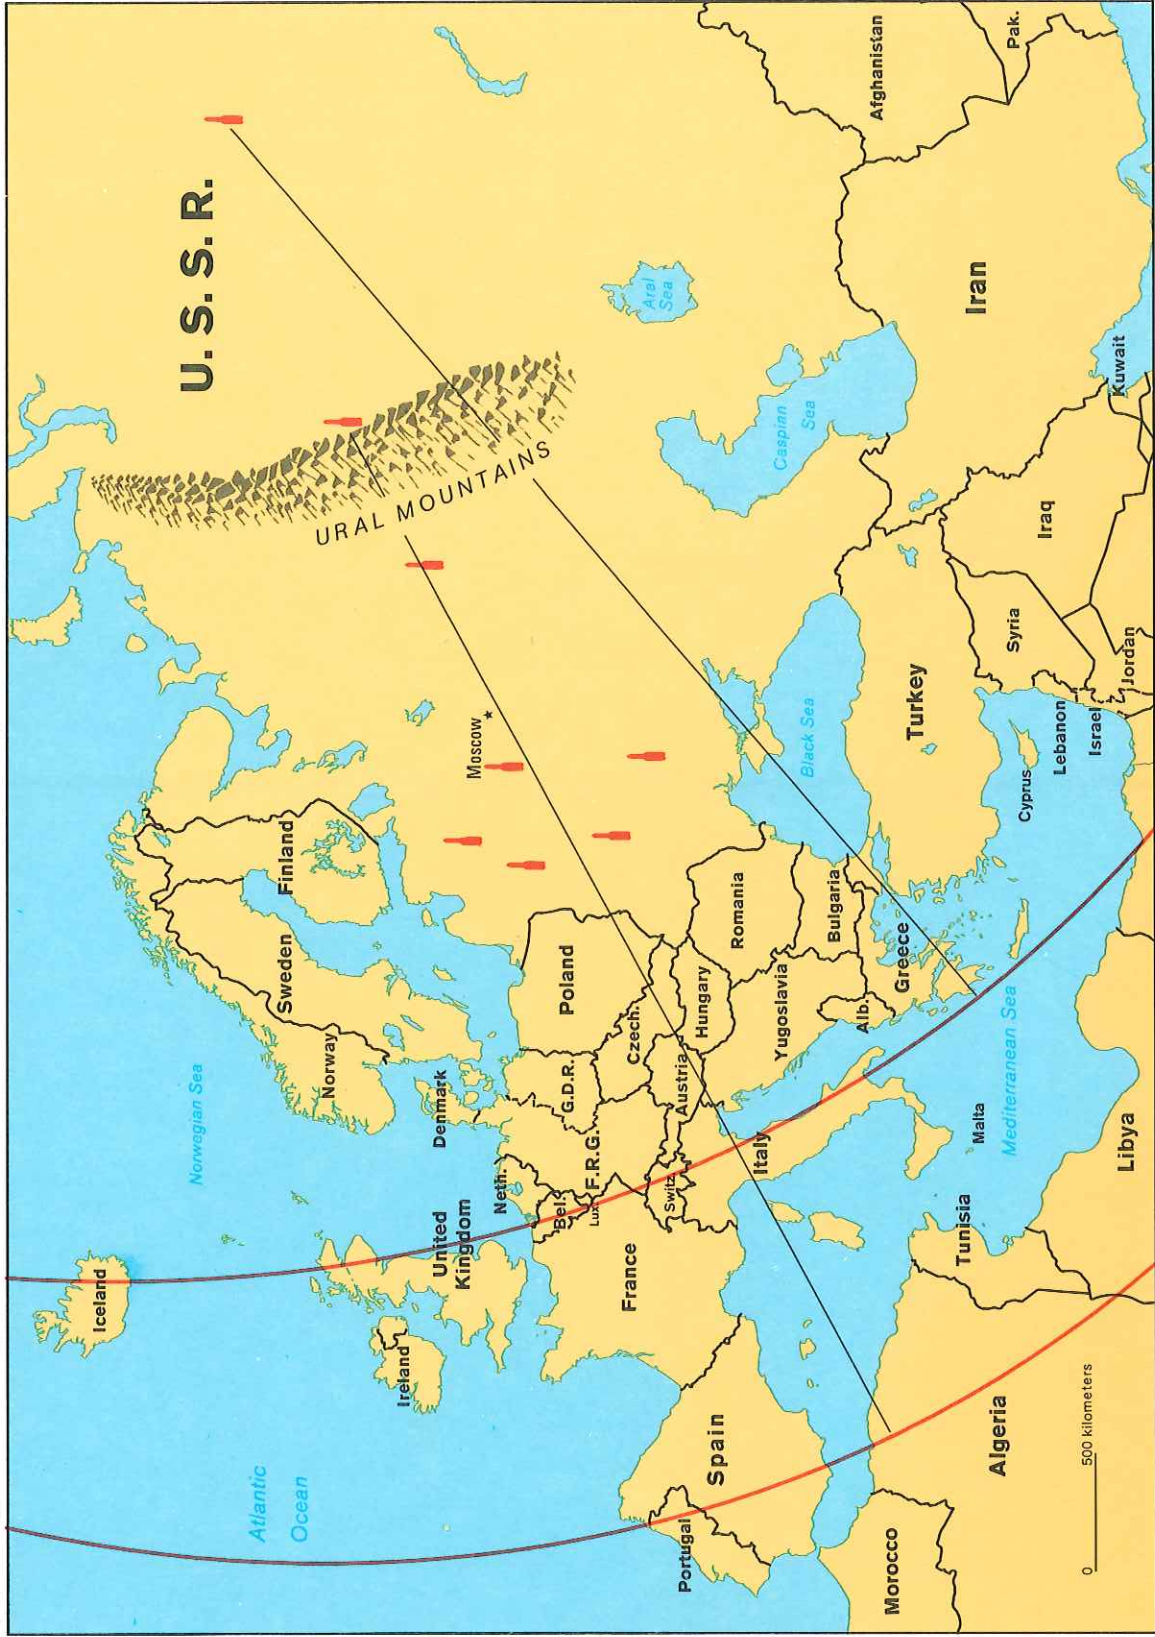 U. S. S. R.
URAL MOUNTAINS
Moscow
Norwegian Sea
Iceland
Norway
Sweden
Finland
Denmark
United
Kingdom
Ireland
Neth.
Bel.
Lux.
F.R.G.
G.D.R.
Poland
Czech.
Austria
Switz.
Hungary
Romania
Yugoslavia
Bulgaria
Alb.
Greece
Italy
France
Spain
Portugal
Atlantic
Ocean
Morocco
Algeria
Tunisia
Libya
Malta
Mediterranean Sea
Black Sea
Turkey
Cyprus
Lebanon
Israel
Jordan
Syria
Iraq
Kuwait
Iran
Caspian
Sea
Aral
Sea
Afghanistan
Pak.
0
500 kilometers